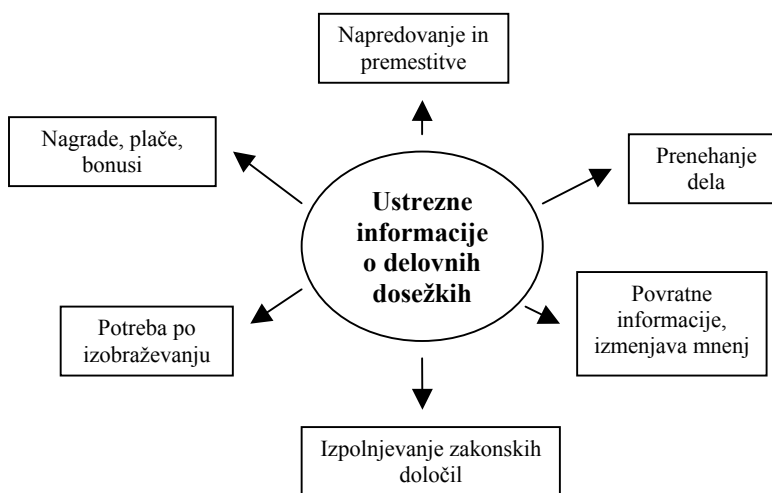 Napredovanje in
premestitve
Nagrade, plače,
bonusi
Prenehanje
dela
Ustrezne
informacije
o delovnih
dosežkih
Potreba po
izobraževanju
Povratne
informacije,
izmenjava mnenj
Izpolnjevanje zakonskih
določil